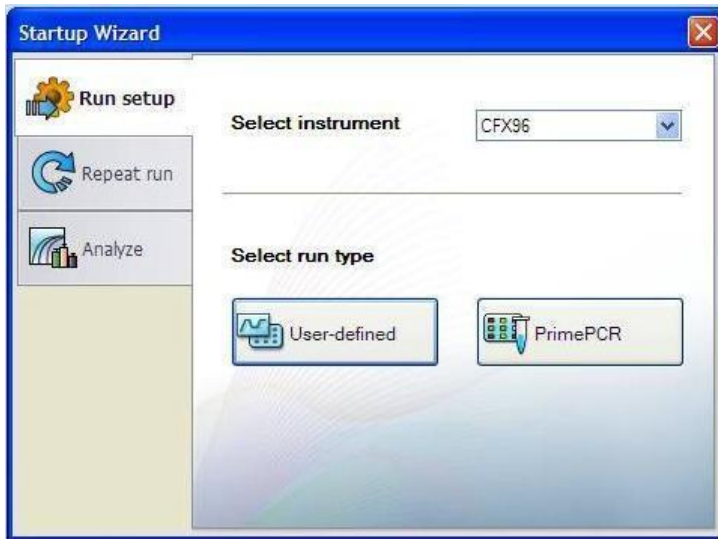 Startup Wizard
Run setup
Repeat run
Analyze
Select instrument
CFX96
Select run type
User-defined
PrimePCR